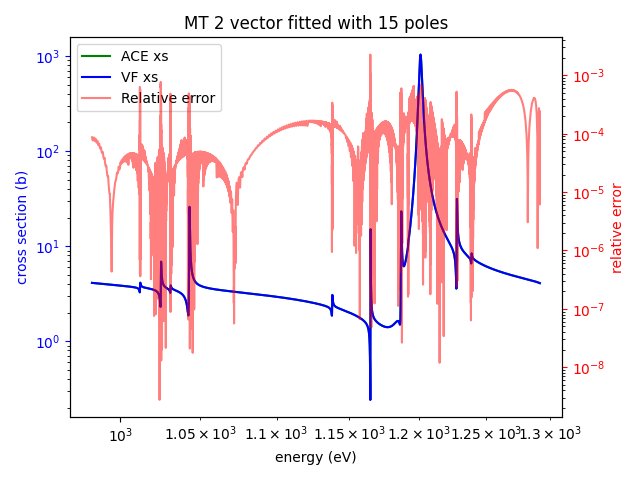 MT 2 vector fitted with 15 poles
ACE xs
VF xs
Relative error
cross section (b)
10³
10²
10¹
10⁰
10⁻³
10⁻⁴
10⁻⁵
10⁻⁶
10⁻⁷
10⁻⁸
relative error
10³
1.05 × 10³
1.1 × 10³
1.15 × 10³
1.2 × 10³
1.25 × 10³
1.3 × 10³
energy (eV)